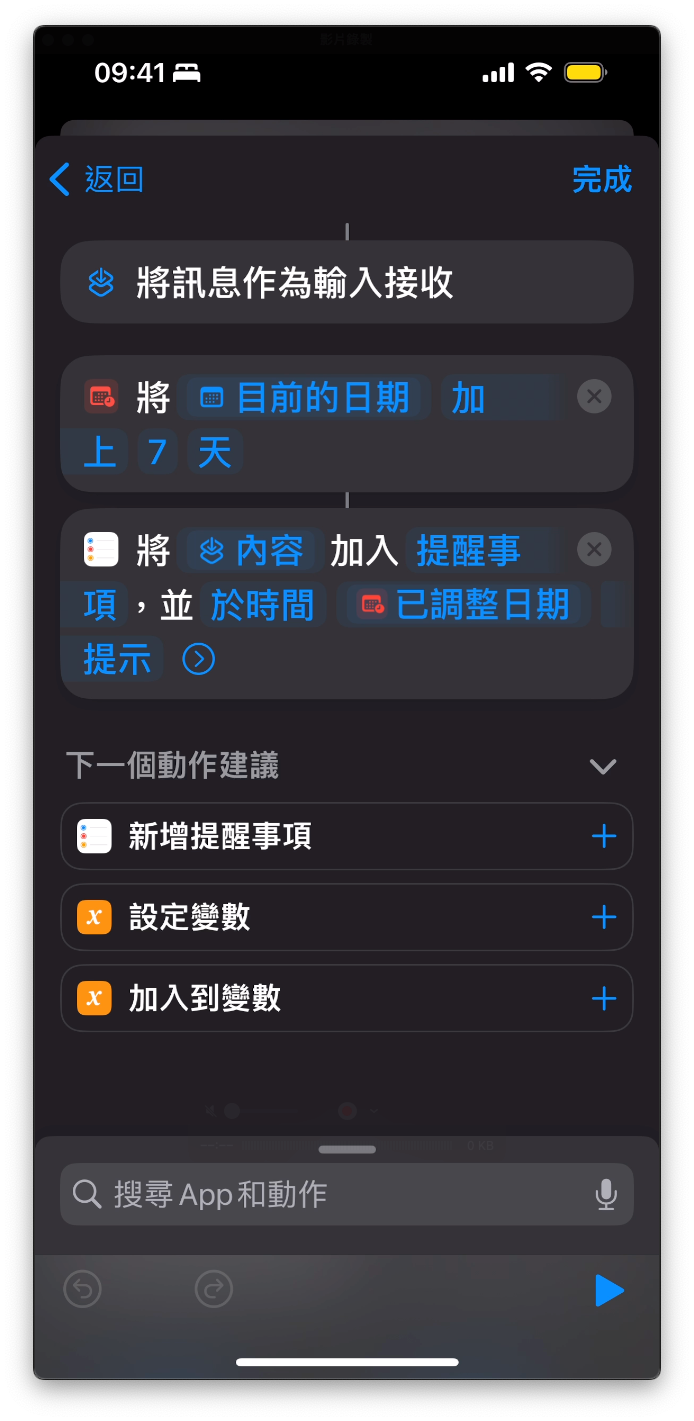 09:41
返回
完成
將訊息作為輸入接收
將 目前的日期 加
上 7 天
將 內容 加入 提醒事
項，並 於時間 已調整日期
提示
下一個動作建議
新增提醒事項
設定變數
加入到變數
0 KB
搜尋 App 和動作